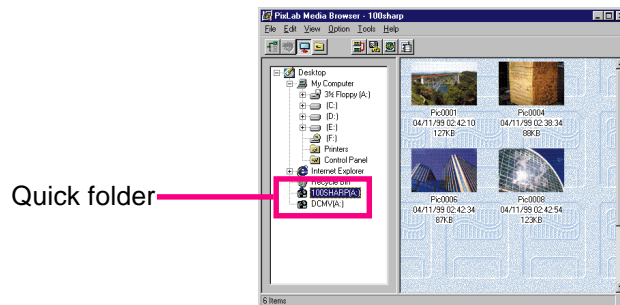 PixLab Media Browser - 100sharp
File Edit View Option Tools Help
Desktop
My Computer
3½ Floppy (A:)
(C:)
(D:)
(E:)
(F:)
Printers
Control Panel
Internet Explorer
Recycle Bin
100SHARP(A:)
DCMV(A:)
Quick folder
Pic0001
04/11/99 02:42:10
127KB
Pic0004
04/11/99 02:38:34
88KB
Pic0006
04/11/99 02:42:34
87KB
Pic0008
04/11/99 02:42:54
123KB
6 Items